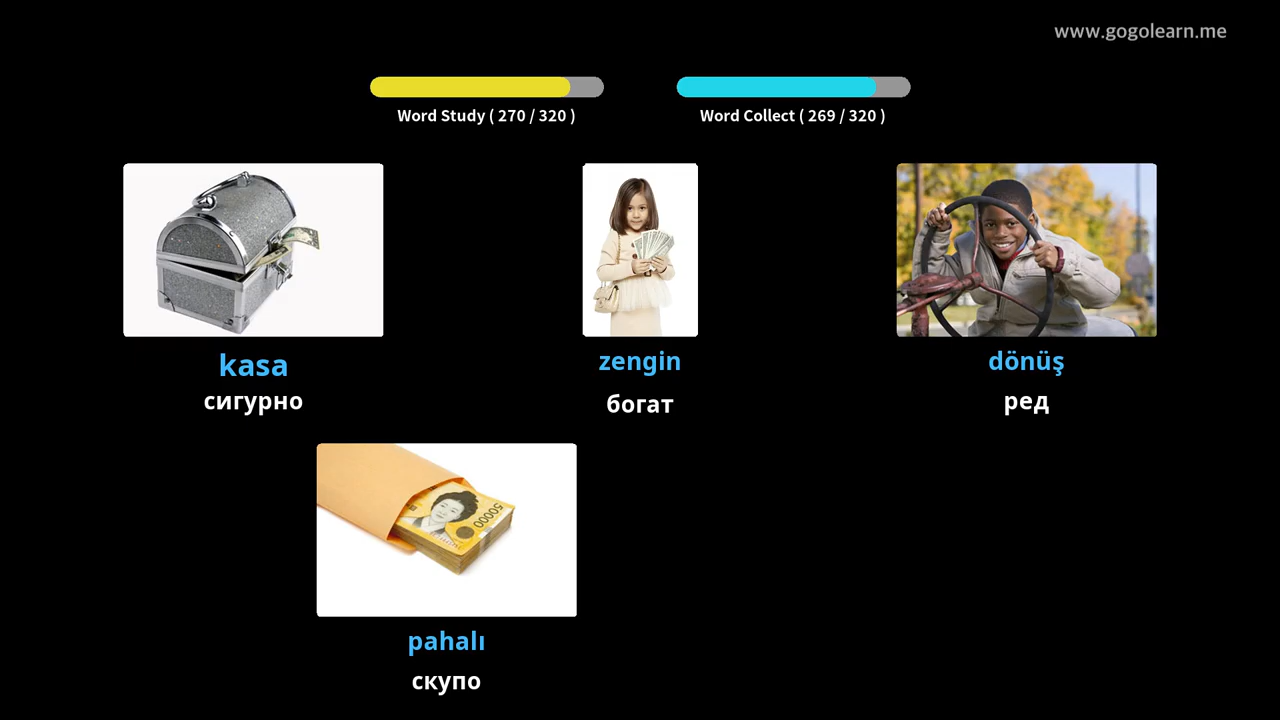 www.gogolearn.me
Word Study ( 270 / 320 )
Word Collect ( 269 / 320 )
kasa
сигурно
zengin
богат
dönüş
ред
50000
pahalı
скупо